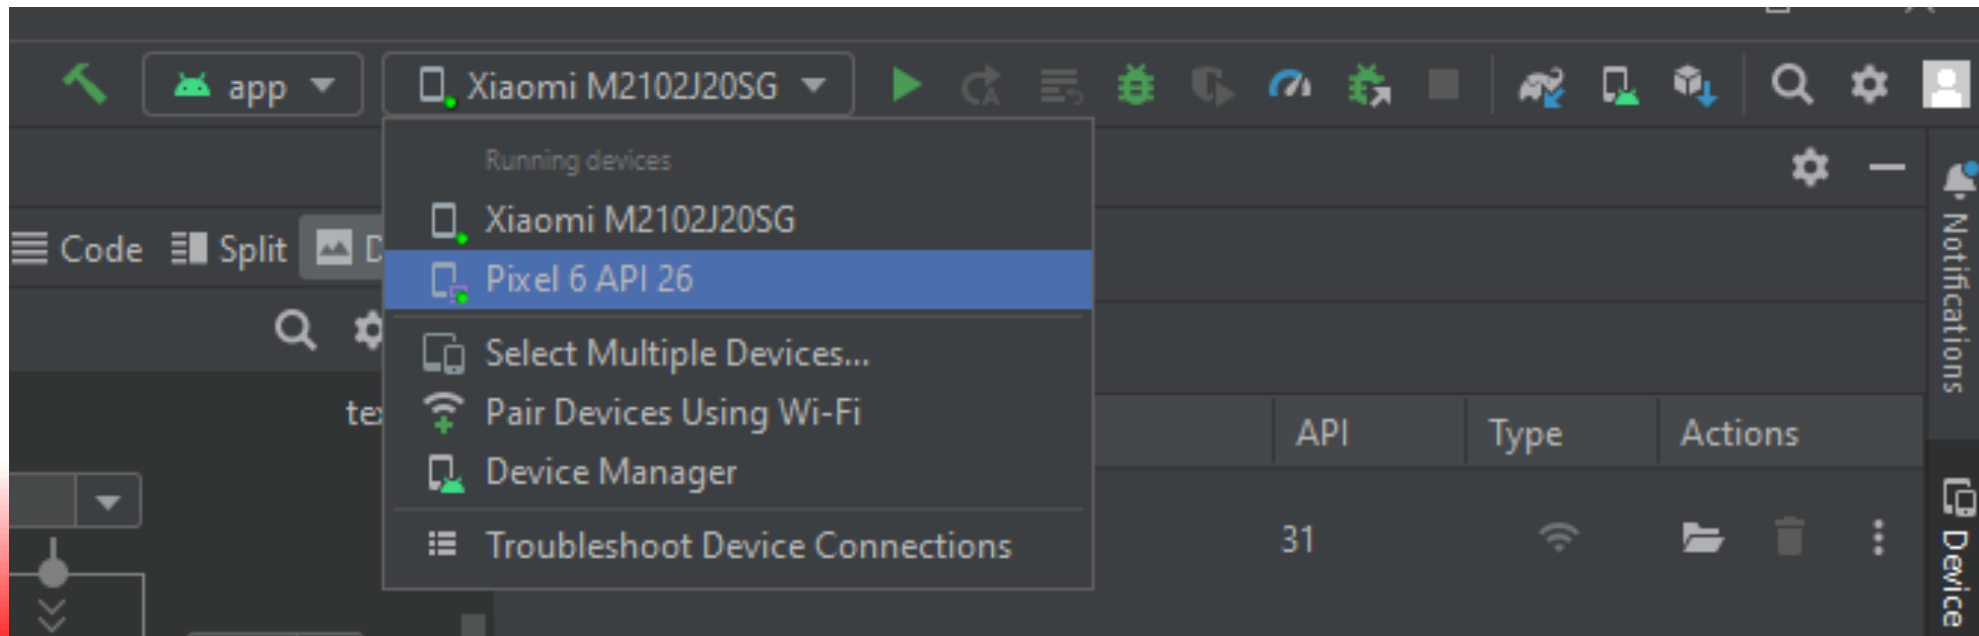 app
Xiaomi M2102J20SG
Running devices
Xiaomi M2102J20SG
Pixel 6 API 26
Select Multiple Devices...
Pair Devices Using Wi-Fi
Device Manager
Troubleshoot Device Connections
Code
Split
API
Type
Actions
31
Notifications
Device